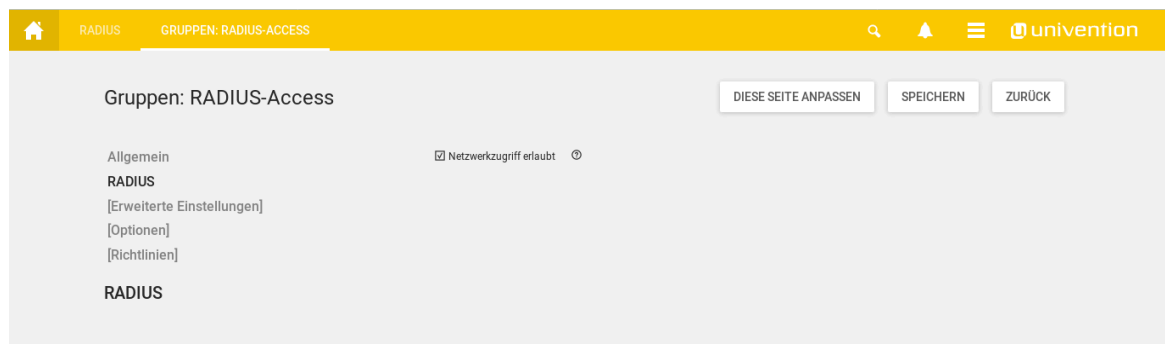 RADIUS
GRUPPEN: RADIUS-ACCESS
univention
Gruppen: RADIUS-Access
DIESE SEITE ANPASSEN
SPEICHERN
ZURÜCK
Allgemein
RADIUS
[Erweiterte Einstellungen]
[Optionen]
[Richtlinien]
Netzwerkzugriff erlaubt
RADIUS